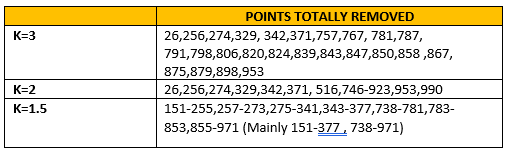 POINTS TOTALLY REMOVED
K=3
26,256,274,329, 342,371,757,767, 781,787,
791,798,806,820,824,839,843,847,850,858 ,867,
875,879,898,953
K=2
26,256,274,329,342,371, 516,746-923,953,990
K=1.5
151-255,257-273,275-341,343-377,738-781,783-
853,855-971 (Mainly 151-377 , 738-971)